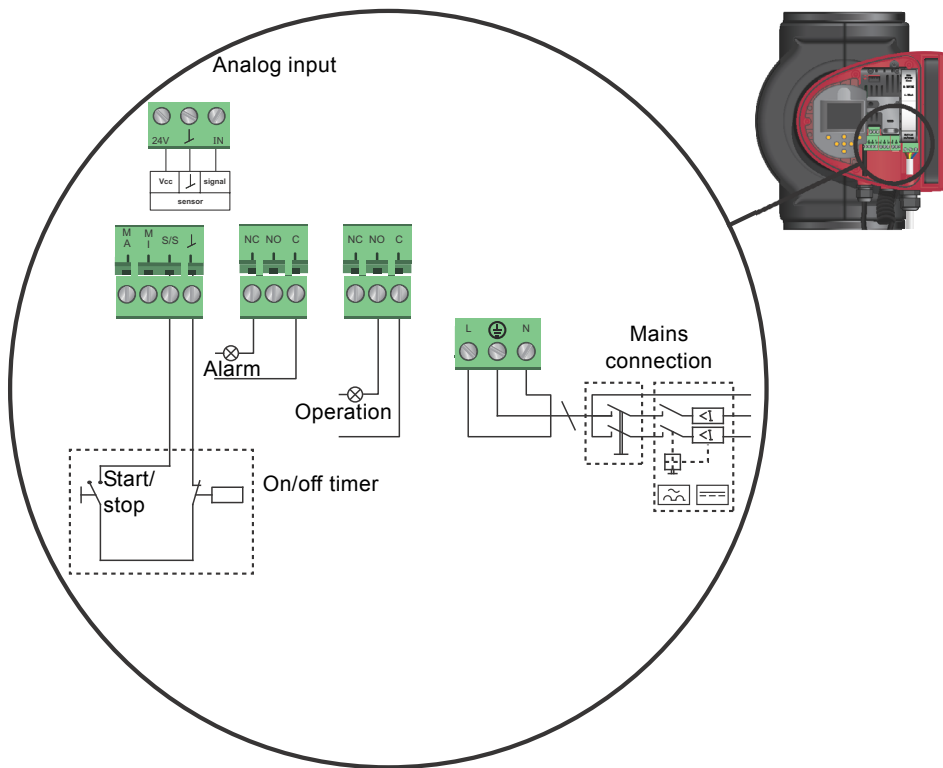 Analog input
24V IN
Vcc signal
sensor
M A M I S/S
NC NO C
NC NO C
Alarm
Operation
L N
Mains
connection
<I
<I
Start/
stop
On/off timer